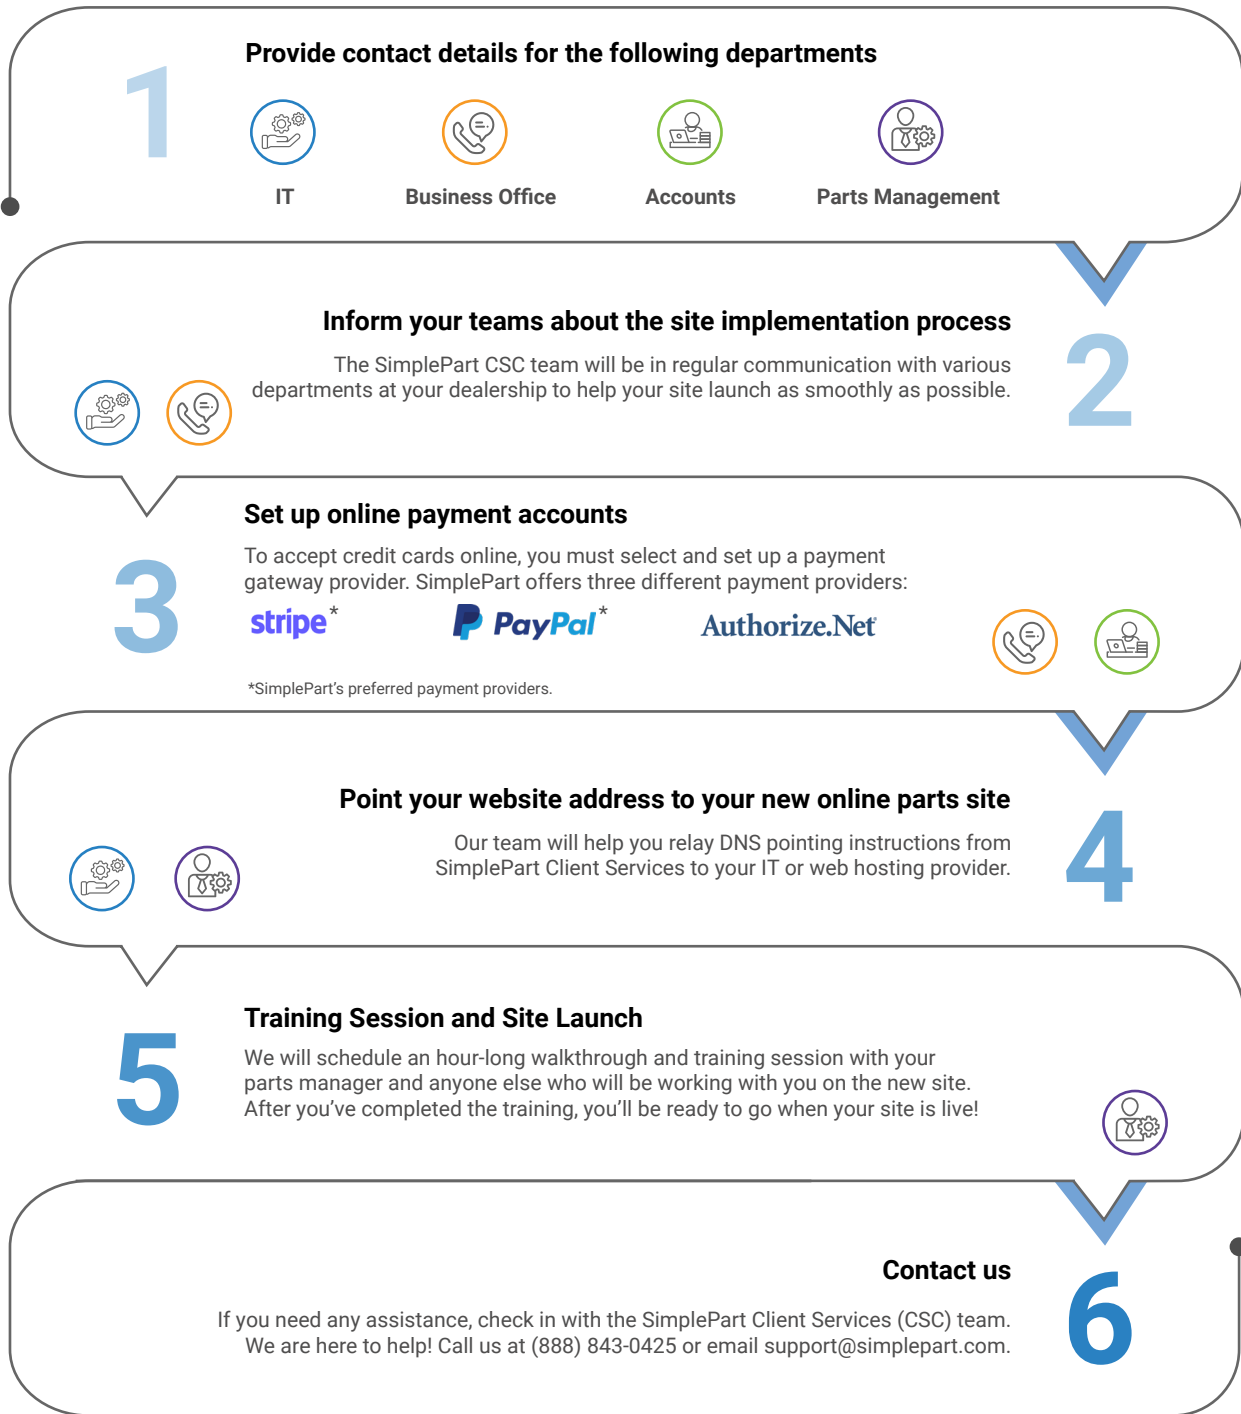 1
Provide contact details for the following departments
IT
Business Office
Accounts
Parts Management
2
Inform your teams about the site implementation process
The SimplePart CSC team will be in regular communication with various
departments at your dealership to help your site launch as smoothly as possible.
3
Set up online payment accounts
To accept credit cards online, you must select and set up a payment
gateway provider. SimplePart offers three different payment providers:
stripe*
PayPal*
Authorize.Net
*SimplePart's preferred payment providers.
4
Point your website address to your new online parts site
Our team will help you relay DNS pointing instructions from
SimplePart Client Services to your IT or web hosting provider.
5
Training Session and Site Launch
We will schedule an hour-long walkthrough and training session with your
parts manager and anyone else who will be working with you on the new site.
After you've completed the training, you'll be ready to go when your site is live!
6
Contact us
If you need any assistance, check in with the SimplePart Client Services (CSC) team.
We are here to help! Call us at (888) 843-0425 or email support@simplepart.com.